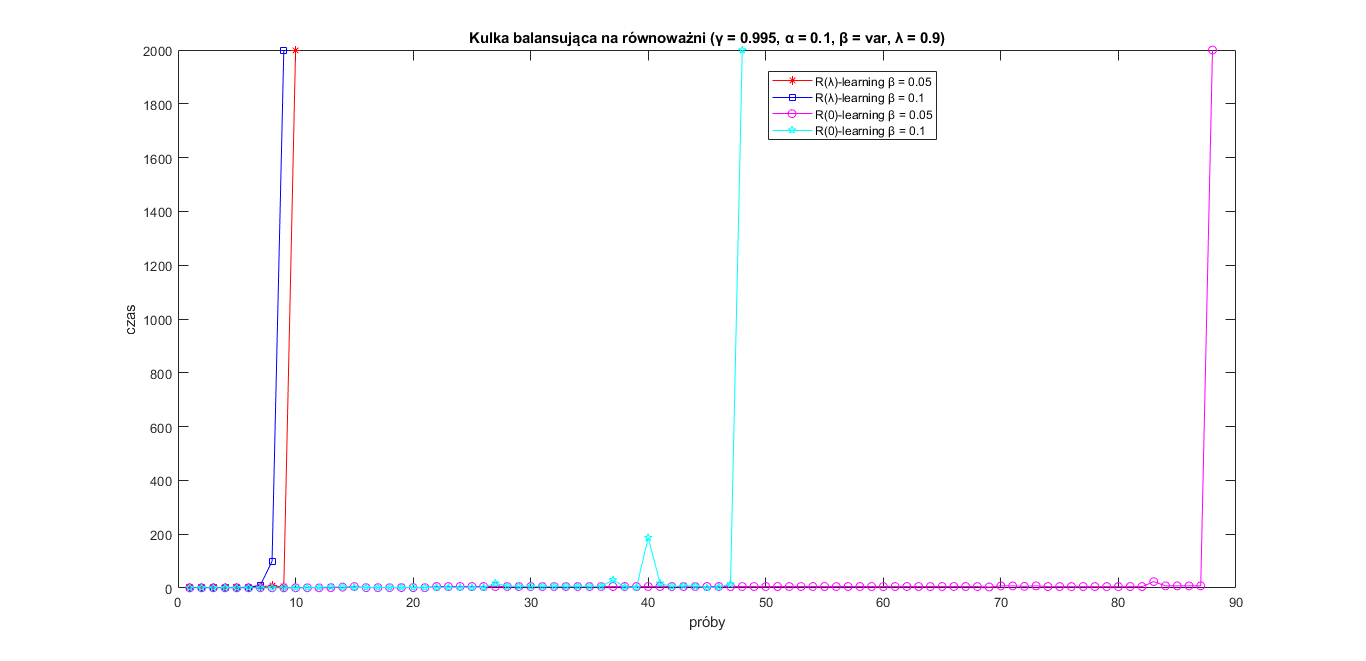 Kulka balansująca na równoważni (γ = 0.995, α = 0.1, β = var, λ = 0.9)
2000
1800
1600
1400
1200
1000
800
600
400
200
0
czas
R(λ)-learning β = 0.05
R(λ)-learning β = 0.1
R(0)-learning β = 0.05
R(0)-learning β = 0.1
0 10 20 30 40 50 60 70 80 90
próby